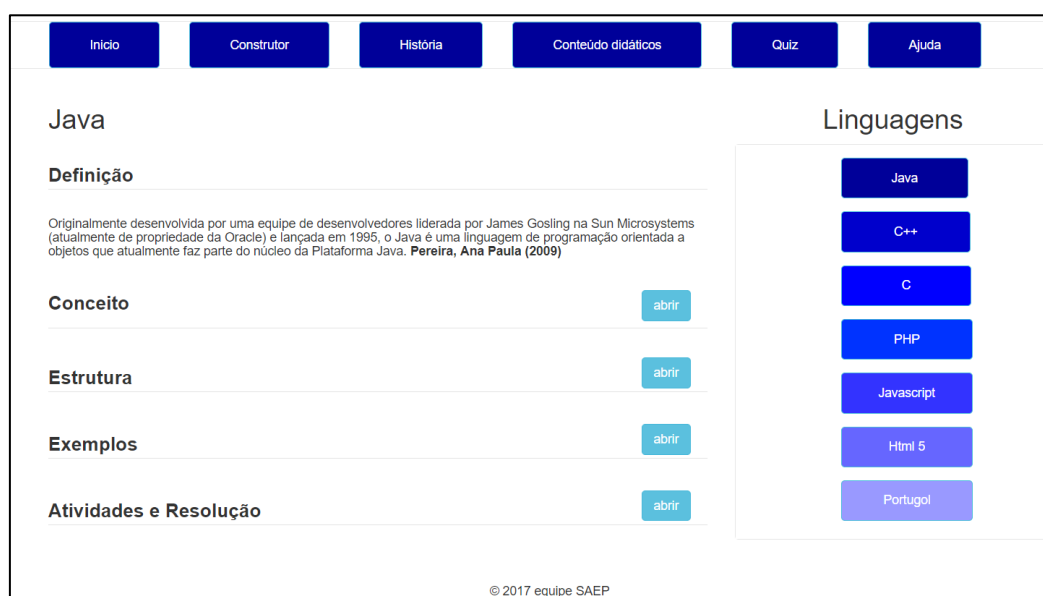 Inicio
Construtor
História
Conteúdo didáticos
Quiz
Ajuda
Java
Definição
Originalmente desenvolvida por uma equipe de desenvolvedores liderada por James Gosling na Sun Microsystems
(atualmente de propriedade da Oracle) e lançada em 1995, o Java é uma linguagem de programação orientada a
objetos que atualmente faz parte do núcleo da Plataforma Java. Pereira, Ana Paula (2009)
Conceito
abrir
Estrutura
abrir
Exemplos
abrir
Atividades e Resolução
abrir
Linguagens
Java
C++
C
PHP
Javascript
Html 5
Portugol
© 2017 equipe SAEP